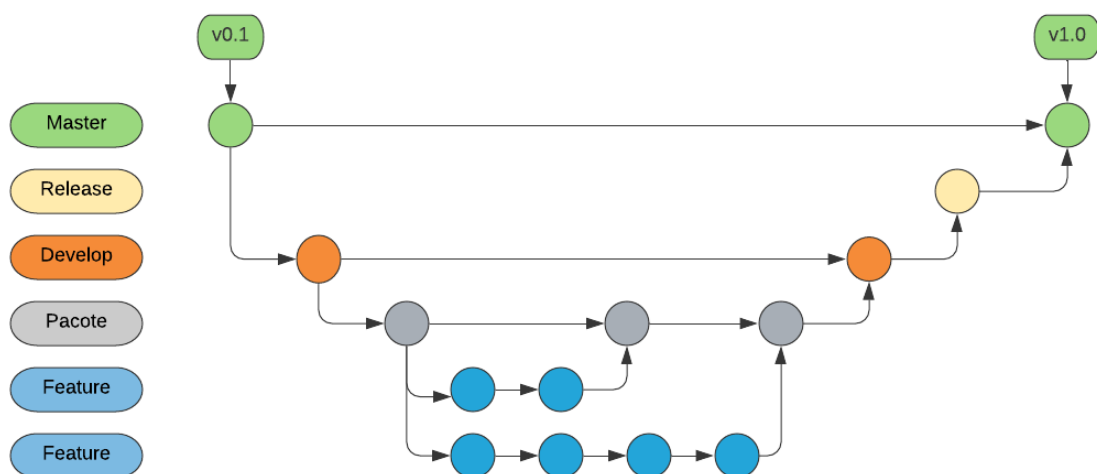 v0.1
v1.0
Master
Release
Develop
Pacote
Feature
Feature